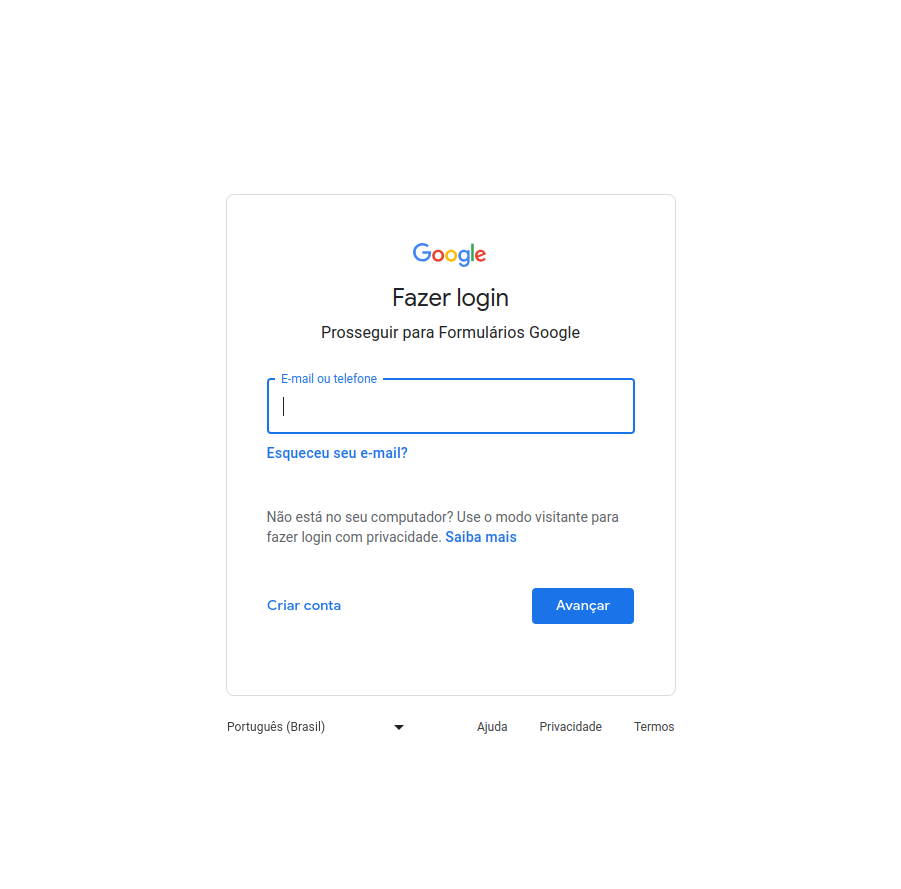 Google
Fazer login
Prosseguir para Formulários Google
E-mail ou telefone
Esqueceu seu e-mail?
Não está no seu computador? Use o modo visitante para
fazer login com privacidade. Saiba mais
Criar conta
Avançar
Português (Brasil)
Ajuda
Privacidade
Termos